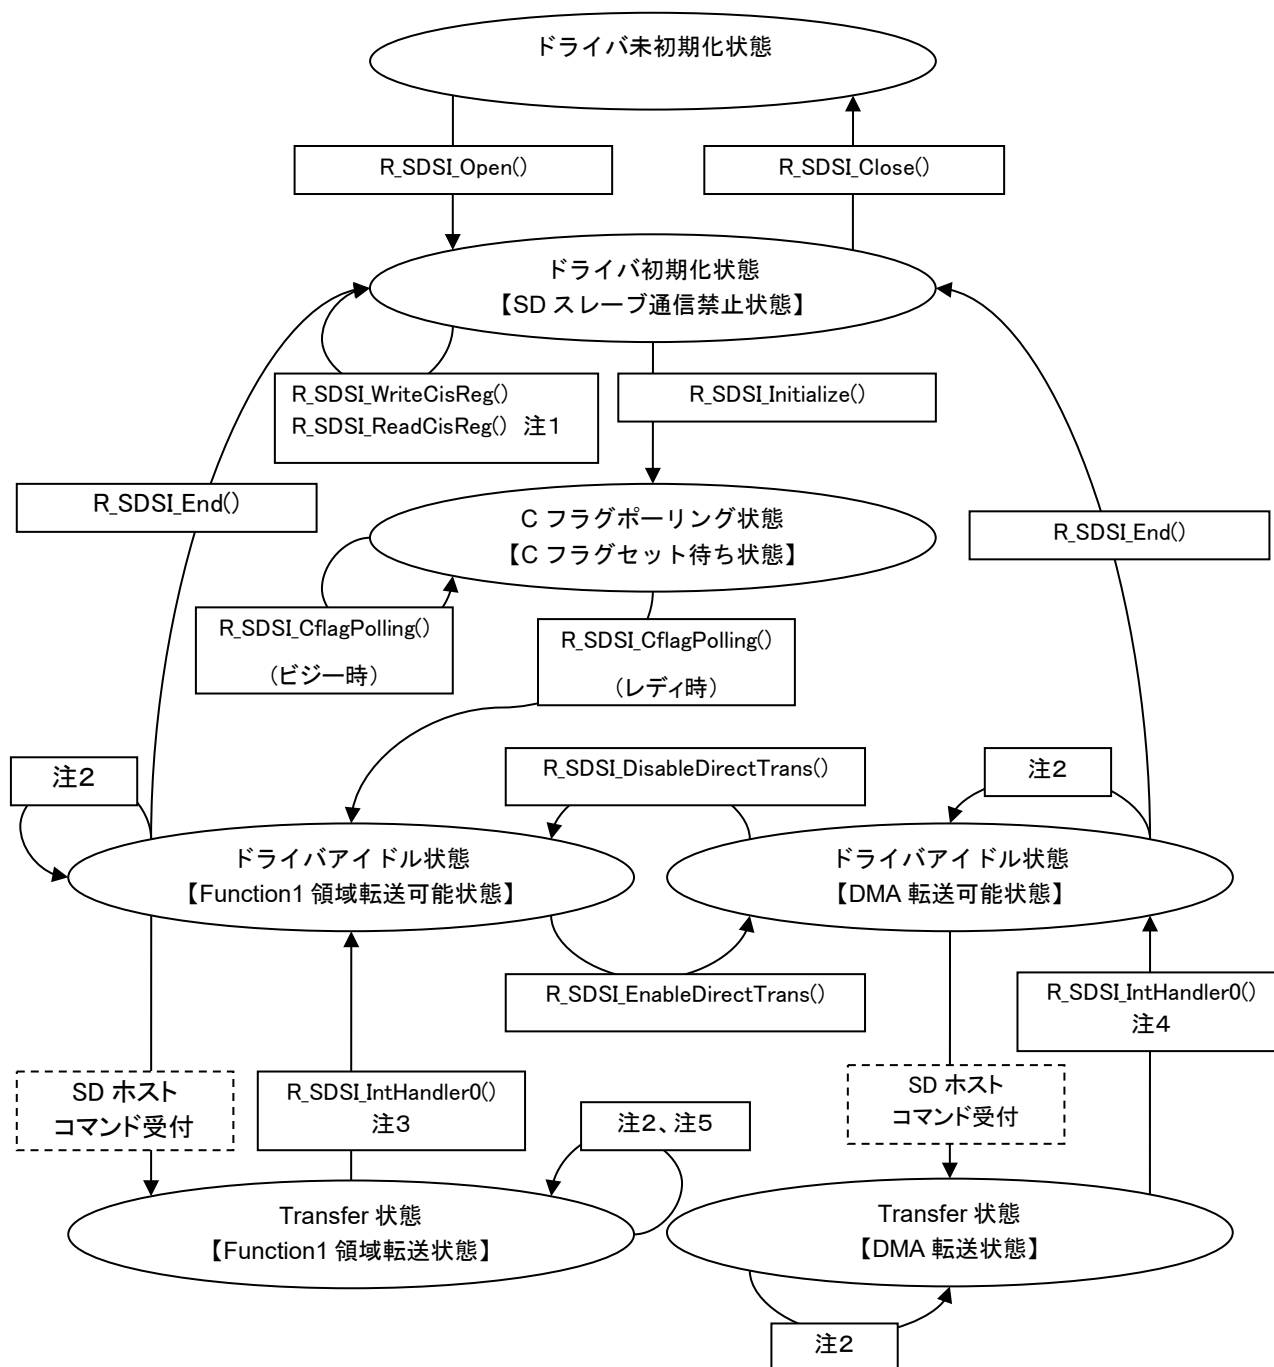 ドライバ未初期化状態
R_SDSI_Open()
R_SDSI_Close()
ドライバ初期化状態
【SD スレーブ通信禁止状態】
R_SDSI_WriteCisReg()
R_SDSI_ReadCisReg() 注1
R_SDSI_Initialize()
R_SDSI_End()
C フラグポーリング状態
【C フラグセット待ち状態】
R_SDSI_End()
R_SDSI_CflagPolling()
(ビジー時)
R_SDSI_CflagPolling()
(レディ時)
注2
R_SDSI_DisableDirectTrans()
注2
ドライバアイドル状態
【Function1 領域転送可能状態】
ドライバアイドル状態
【DMA 転送可能状態】
R_SDSI_EnableDirectTrans()
R_SDSI_IntHandler0()
注4
SD ホスト
コマンド受付
R_SDSI_IntHandler0()
注3
注2、注5
SD ホスト
コマンド受付
Transfer 状態
【Function1 領域転送状態】
Transfer 状態
【DMA 転送状態】
注2